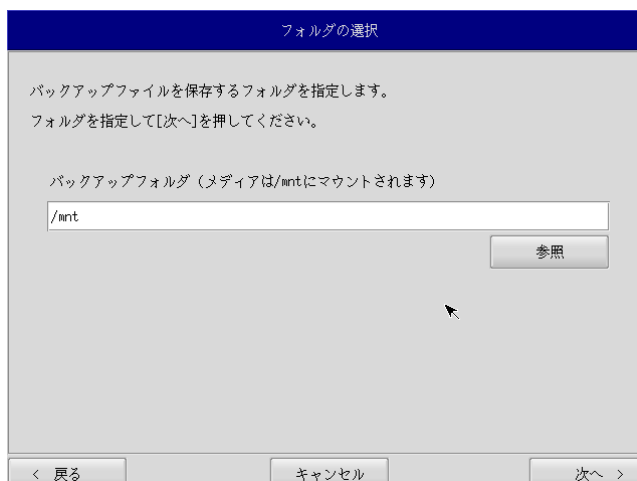 フォルダの選択
バックアップファイルを保存するフォルダを指定します。
フォルダを指定して[次へ]を押してください。
バックアップフォルダ（メディアは/mntにマウントされます）
/mnt
参照
< 戻る
キャンセル
次へ >